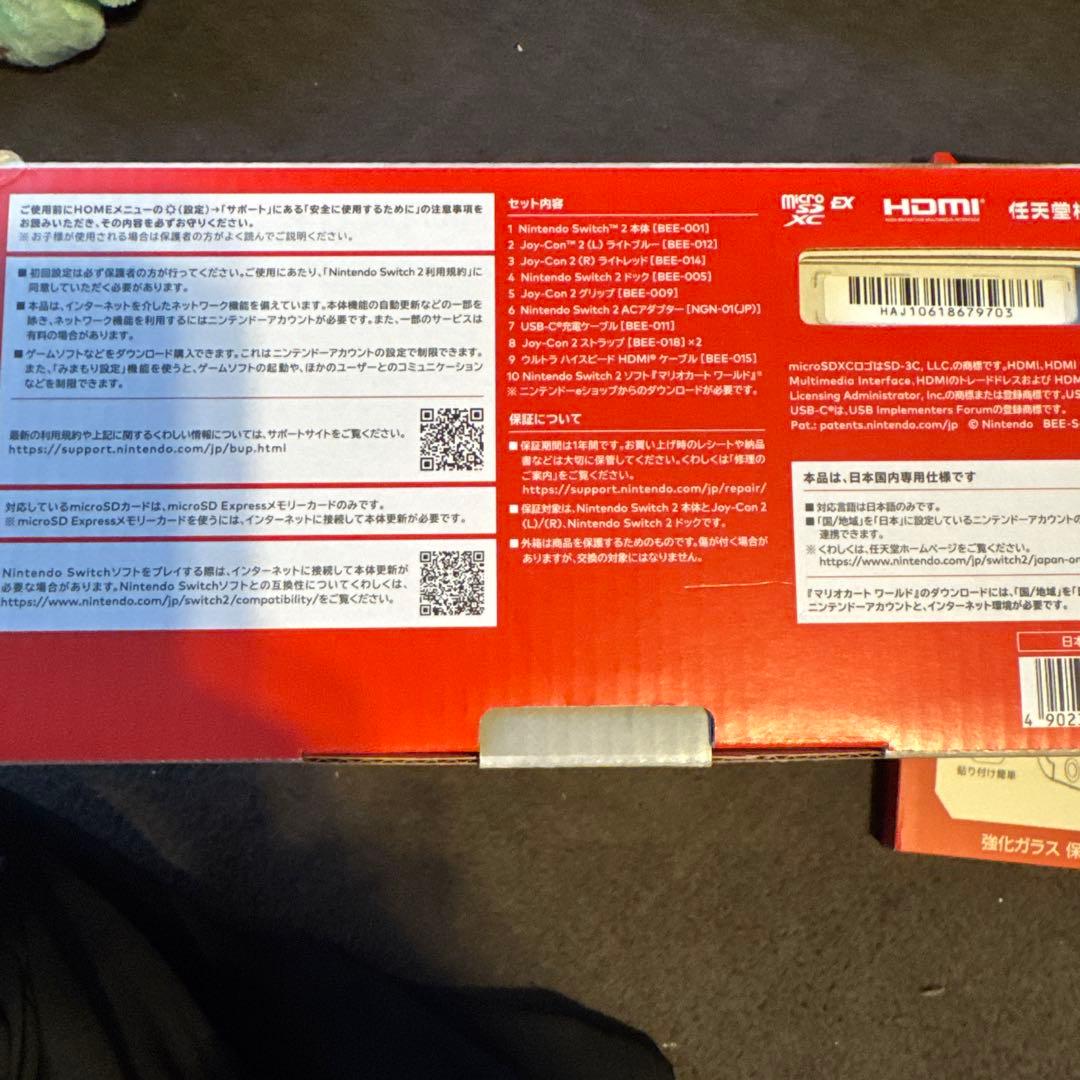 ご使用前にHOMEメニューの(設定)→「サポート」にある「安全に使用するために」の注意事項を
お読みいただき、その内容を必ずお守りください。
※お子様が使用される場合は保護者の方がよく読んでご説明ください。
■初回設定は必ず保護者の方が行ってください。ご使用にあたり、「Nintendo Switch 2利用規約」に
同意していただく必要があります。
■本品は、インターネットを介したネットワーク機能を備えています。本体機能の自動更新などの一部を
除き、ネットワーク機能を利用するにはニンテンドーアカウントが必要です。また、一部のサービスは
有料の場合があります。
■ゲームソフトなどをダウンロード購入できます。これはニンテンドーアカウントの設定で制限できます。
また、「みまもり設定」機能を使うと、ゲームソフトの起動や、ほかのユーザーとのコミュニケーション
などを制限できます。
最新の利用規約や上記に関するくわしい情報については、サポートサイトをご覧ください。
https://support.nintendo.com/jp/bup.html
対応しているmicroSDカードは、microSD Expressメモリーカードのみです。
※microSD Expressメモリーカードを使うには、インターネットに接続して本体更新が必要です。
Nintendo Switchソフトをプレイする際は、インターネットに接続して本体更新が
必要な場合があります。Nintendo Switchソフトとの互換性についてくわしくは、
https://www.nintendo.com/jp/switch2/compatibility/をご覧ください。
セット内容
1 Nintendo Switch™ 2 本体 [BEE-001]
2 Joy-Con™ 2 (L) ライトブルー [BEE-012]
3 Joy-Con 2 (R) ライトレッド [BEE-014]
4 Nintendo Switch 2 ドック [BEE-005]
5 Joy-Con 2 グリップ [BEE-009]
6 Nintendo Switch 2 ACアダプター [NGN-01(JP)]
7 USB-C®充電ケーブル [BEE-011]
8 Joy-Con 2 ストラップ [BEE-018]×2
9 ウルトラ ハイスピード HDMI® ケーブル [BEE-015]
10 Nintendo Switch 2 ソフト『マリオカート ワールド』※
※ニンテンドーeショップからのダウンロードが必要です。
保証について
■保証期間は1年間です。お買い上げ時のレシートや納品
書などは大切に保管してください。くわしくは「修理の
ご案内」をご覧ください。
https://support.nintendo.com/jp/repair/
■保証対象は、Nintendo Switch 2 本体とJoy-Con 2
(L)/(R)、Nintendo Switch 2 ドックです。
■外箱は商品を保護するためのものです。傷が付く場合が
ありますが、交換の対象にはなりません。
micro SD XC EX HDMI® 任天堂
HAJ10618679703
microSDXCロゴはSD-3C, LLC.の商標です。HDMI、HDMI
Multimedia Interface、HDMIのトレードドレスおよび HDM
Licensing Administrator, Inc.の商標または登録商標です。US
USB-C®は、USB Implementers Forumの登録商標です。
Pat.: patents.nintendo.com/jp © Nintendo BEE-S
本品は、日本国内専用仕様です
■対応言語は日本語のみです。
■「国/地域」を「日本」に設定しているニンテンドーアカウントの
連携できます。
※くわしくは、任天堂ホームページをご覧ください。
https://www.nintendo.com/jp/switch2/japan-on
『マリオカート ワールド』のダウンロードには、「国/地域」を「
ニンテンドーアカウントと、インターネット環境が必要です。
日
4 902
貼り付け簡単
強化ガラス 保